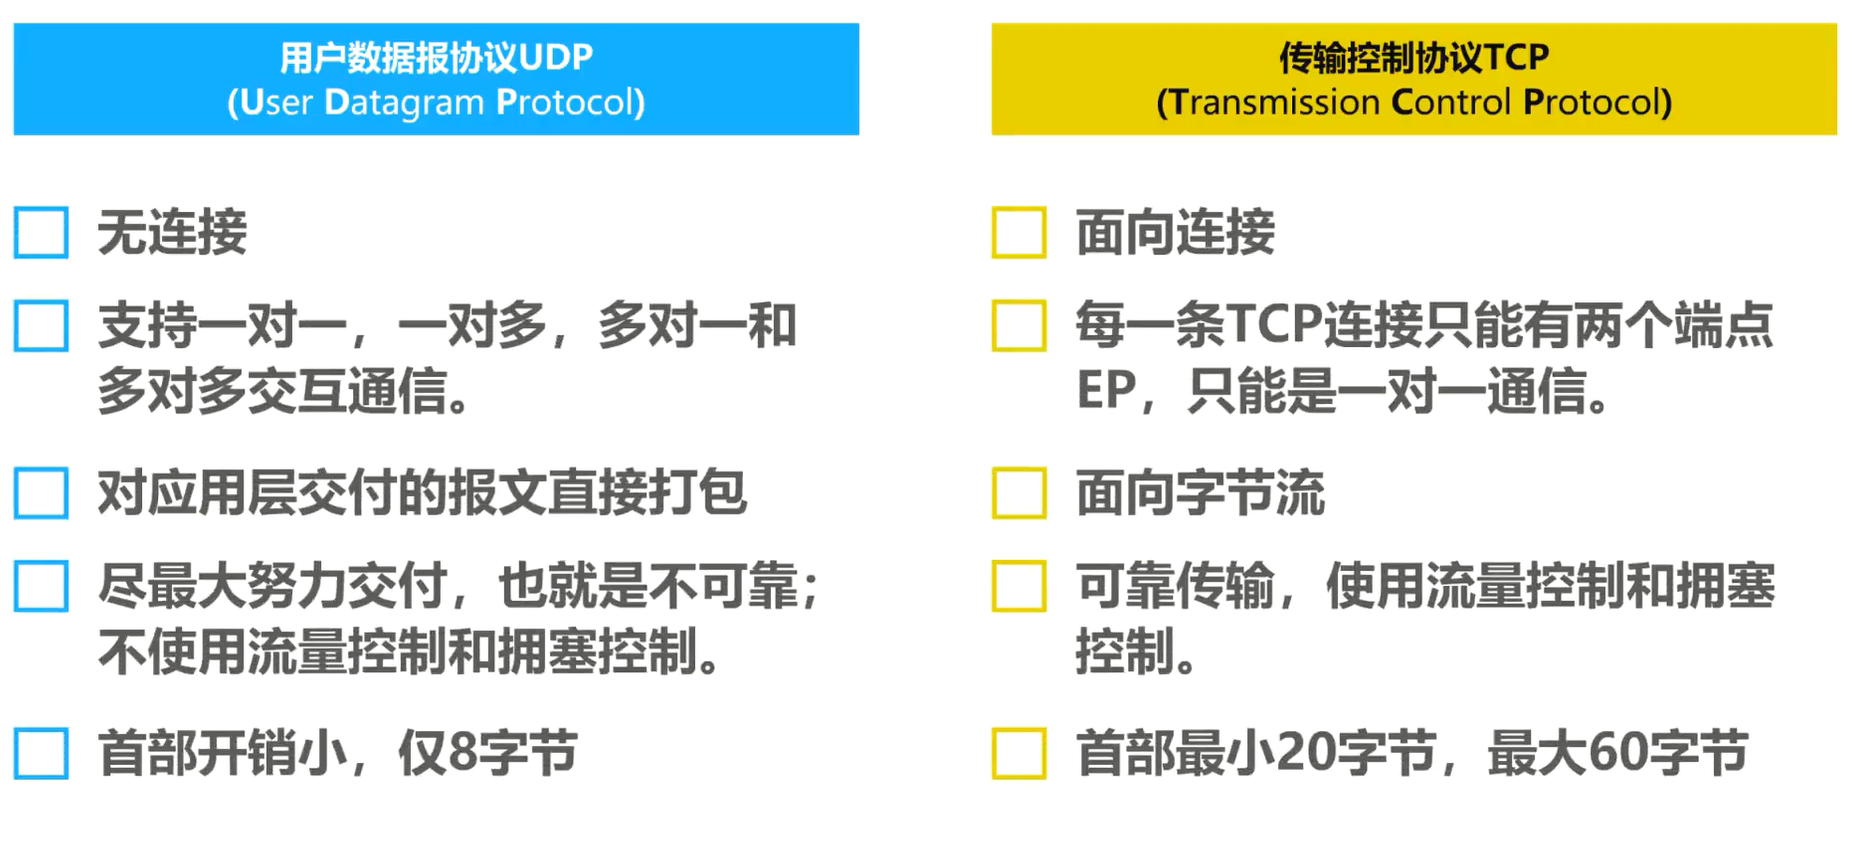 用户数据报协议UDP
(User Datagram Protocol)
无连接
支持一对一，一对多，多对一和
多对多交互通信。
对应用层交付的报文直接打包
尽最大努力交付，也就是不可靠；
不使用流量控制和拥塞控制。
首部开销小，仅8字节
传输控制协议TCP
(Transmission Control Protocol)
面向连接
每一条TCP连接只能有两个端点
EP，只能是一对一通信。
面向字节流
可靠传输，使用流量控制和拥塞
控制。
首部最小20字节，最大60字节